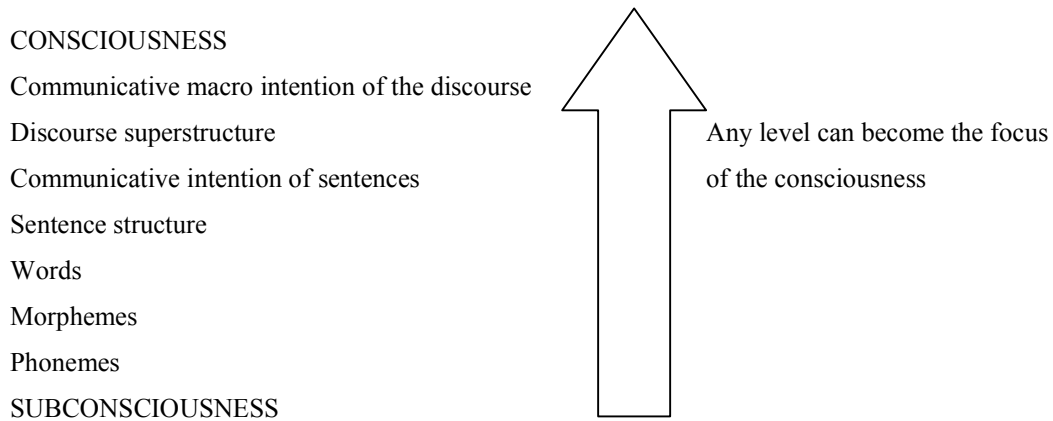 CONSCIOUSNESS
Communicative macro intention of the discourse
Discourse superstructure
Communicative intention of sentences
Sentence structure
Words
Morphemes
Phonemes
SUBCONSCIOUSNESS
Any level can become the focus
of the consciousness